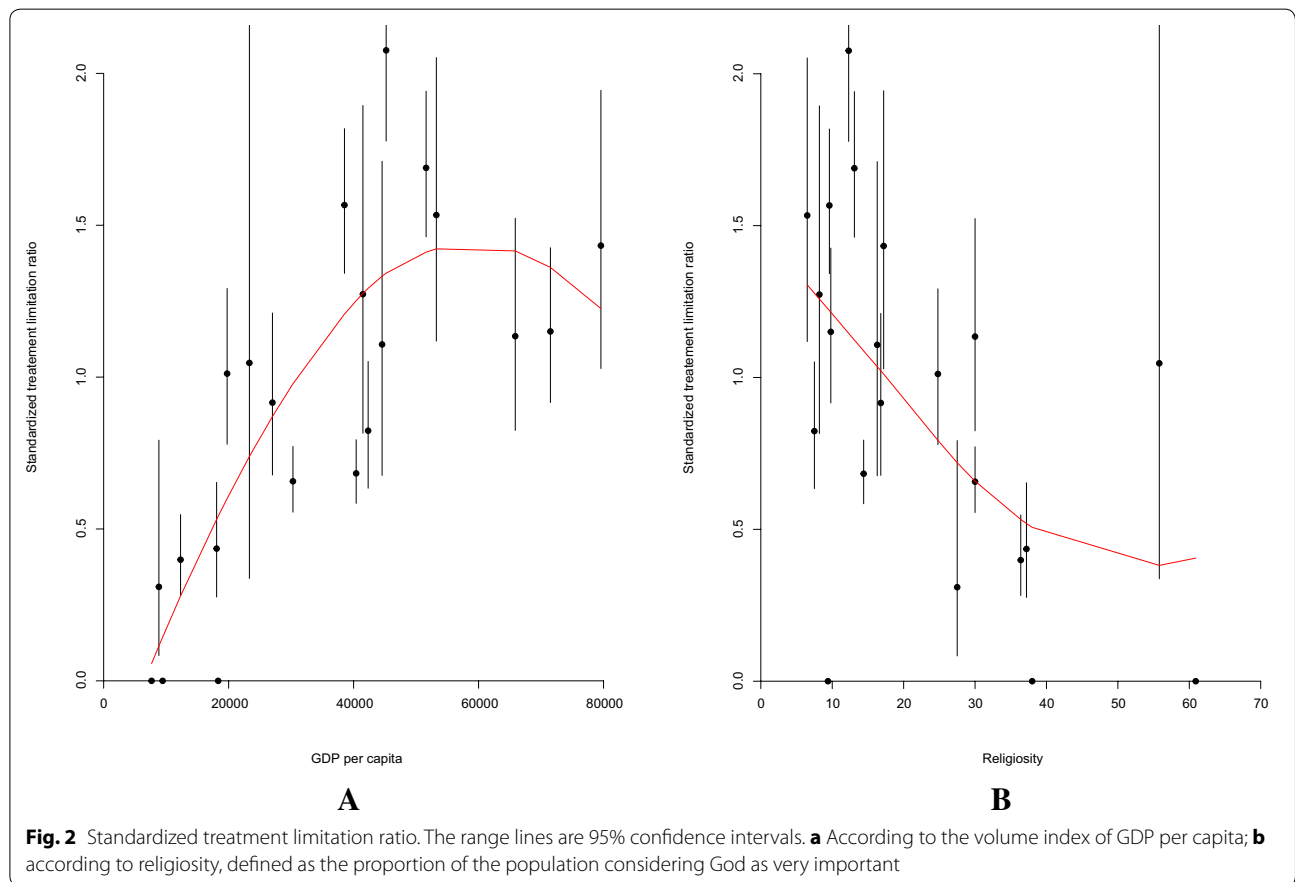 2.0
1.5
1.0
0.5
0.0
Standardized treatement limitation ratio
0
20000
40000
60000
80000
GDP per capita
A
2.0
1.5
1.0
0.5
0.0
Standardized treatement limitation ratio
0
10
20
30
40
50
60
70
Religiosity
B
Fig. 2 Standardized treatment limitation ratio. The range lines are 95% confidence intervals. a According to the volume index of GDP per capita; b
according to religiosity, defined as the proportion of the population considering God as very important